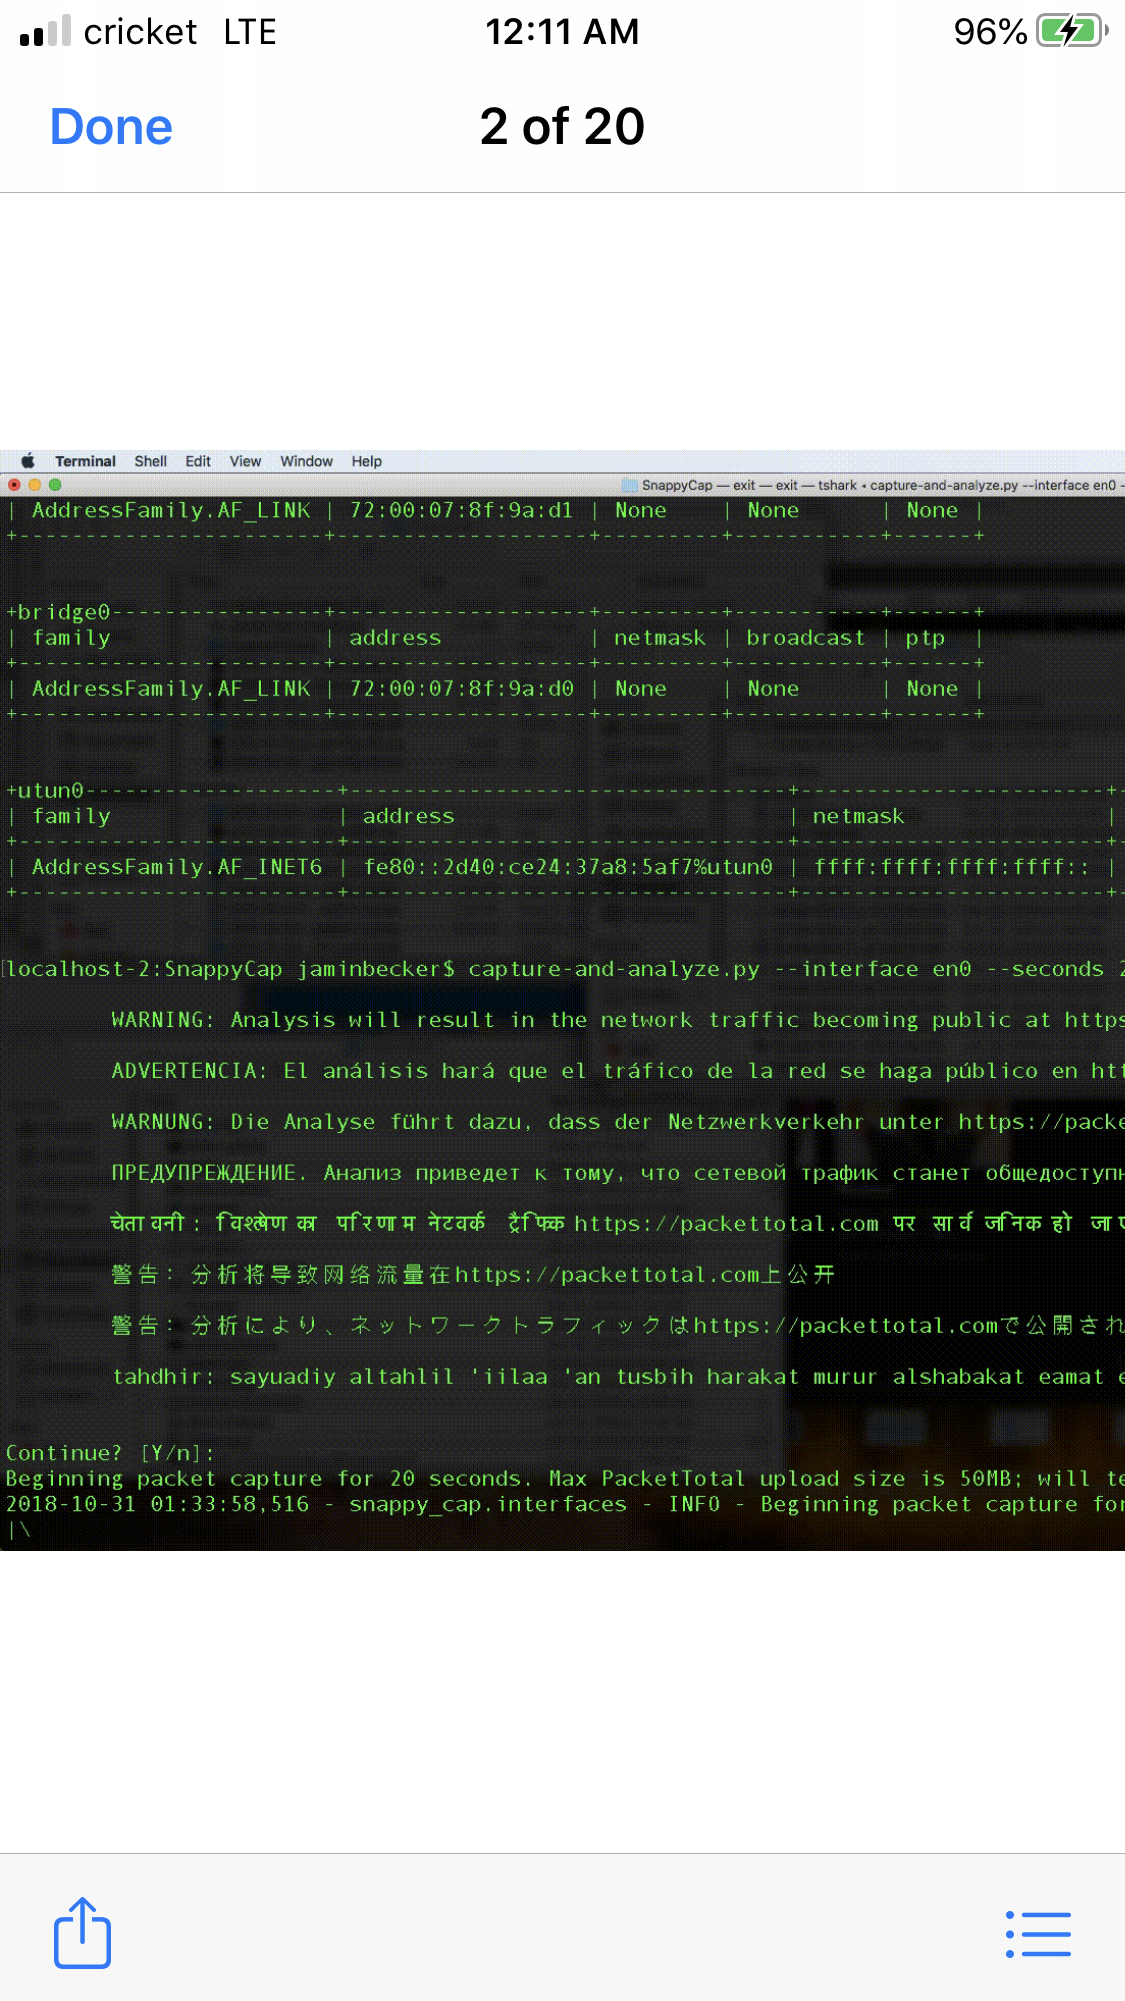 cricket LTE 12:11 AM 96%
Done 2 of 20
Terminal Shell Edit View Window Help
SnappyCap — exit — exit — tshark ◂ capture-and-analyze.py --interface en0 -
| AddressFamily.AF_LINK | 72:00:07:8f:9a:d1 | None | None | None |
+------------------------+-------------------+---------+-----------+------+
+bridge0----------------+-------------------+---------+-----------+------+
| family | address | netmask | broadcast | ptp |
+------------------------+-------------------+---------+-----------+------+
| AddressFamily.AF_LINK | 72:00:07:8f:9a:d0 | None | None | None |
+------------------------+-------------------+---------+-----------+------+
+utun0-------------------+---------------------------------+-----------------------+-
| family | address | netmask |
+-------------------------+---------------------------------+-----------------------+-
| AddressFamily.AF_INET6 | fe80::2d40:ce24:37a8:5af7%utun0 | ffff:ffff:ffff:ffff:: |
+-------------------------+---------------------------------+-----------------------+-
[localhost-2:SnappyCap jaminbecker$ capture-and-analyze.py --interface en0 --seconds 2
WARNING: Analysis will result in the network traffic becoming public at https
ADVERTENCIA: El análisis hará que el tráfico de la red se haga público en htt
WARNUNG: Die Analyse führt dazu, dass der Netzwerkverkehr unter https://packe
ПРЕДУПРЕЖДЕНИЕ. Анализ приведет к тому, что сетевой трафик станет общедоступн
चेतावनी: विश्लेषण का परिणाम नेटवर्क ट्रैफ़िक https://packettotal.com पर सार्वजनिक हो जाए
警告：分析将导致网络流量在https://packettotal.com上公开
警告：分析により、ネットワークトラフィックはhttps://packettotal.comで公開され
tahdhir: sayuadiy altahlil 'iilaa 'an tusbih harakat murur alshabakat eamat e
Continue? [Y/n]:
Beginning packet capture for 20 seconds. Max PacketTotal upload size is 50MB; will te
2018-10-31 01:33:58,516 - snappy_cap.interfaces - INFO - Beginning packet capture for
|\